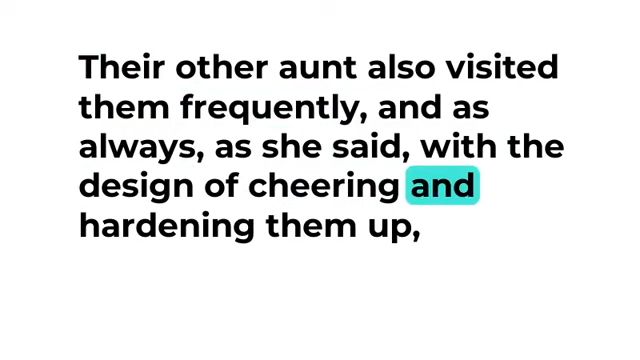 Their other aunt also visited
them frequently, and as
always, as she said, with the
design of cheering and
hardening them up,